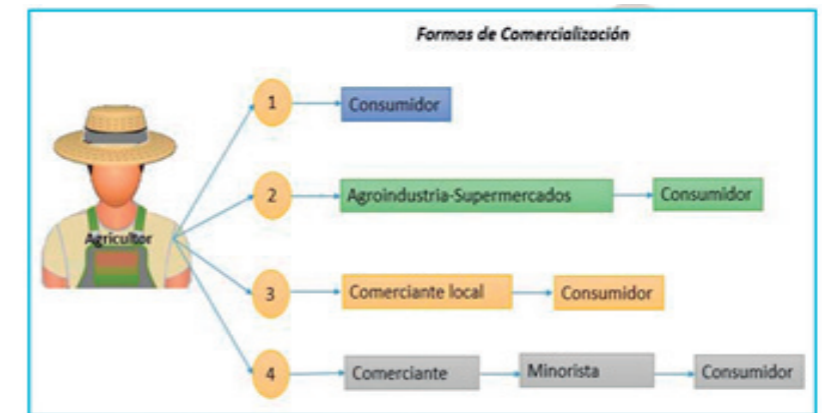 Formas de Comercialización
1 Consumidor
2 Agroindustria-Supermercados Consumidor
Agricultor
3 Comerciante local Consumidor
4 Comerciante Minorista Consumidor